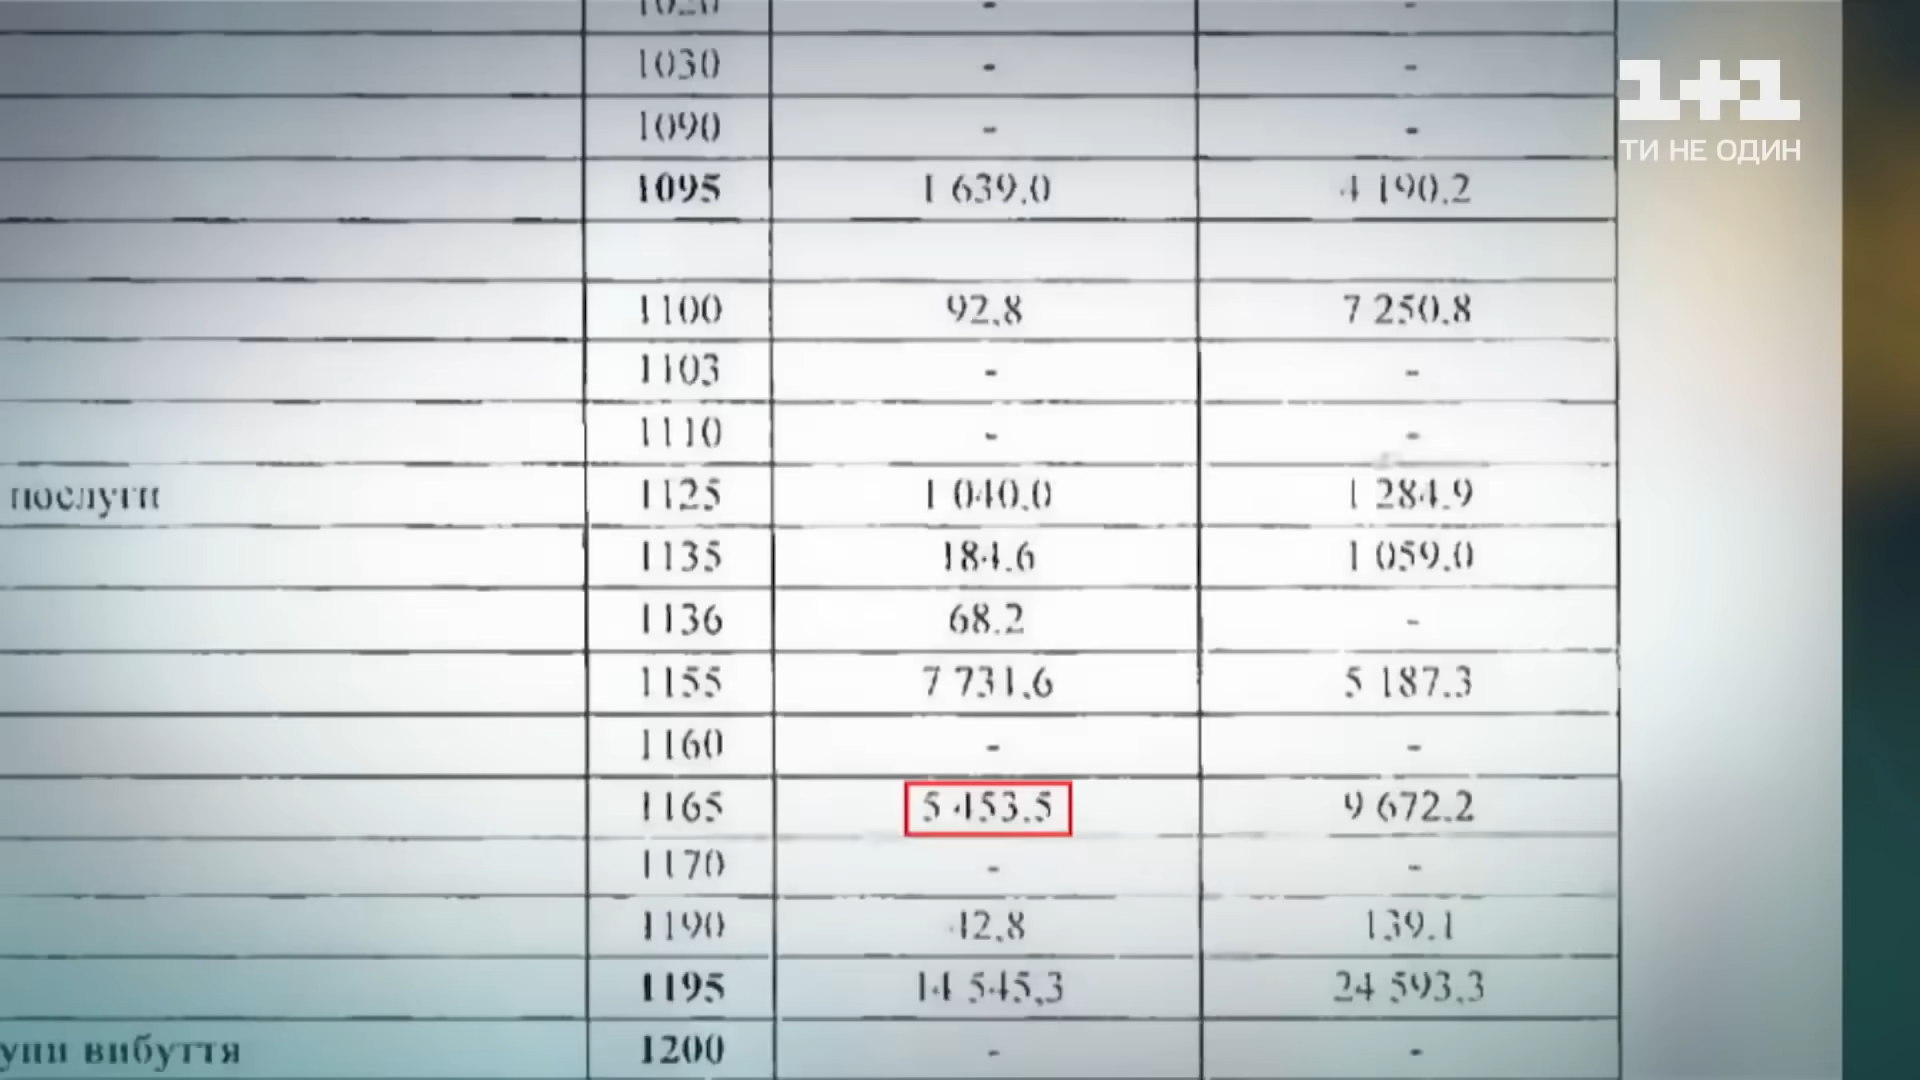 1020 - -
1030 - -
1090 - -
1095 1 639,0 4 190,2
1100 92,8 7 250,8
1103 - -
1110 - -
послуги 1125 1 040,0 1 284,9
1135 184,6 1 059,0
1136 68,2 -
1155 7 731,6 5 187,3
1160 - -
1165 5 453,5 9 672,2
1170 - -
1190 42,8 139,1
1195 14 545,3 24 593,3
упи вибуття 1200 - -
1+1
ТИ НЕ ОДИН